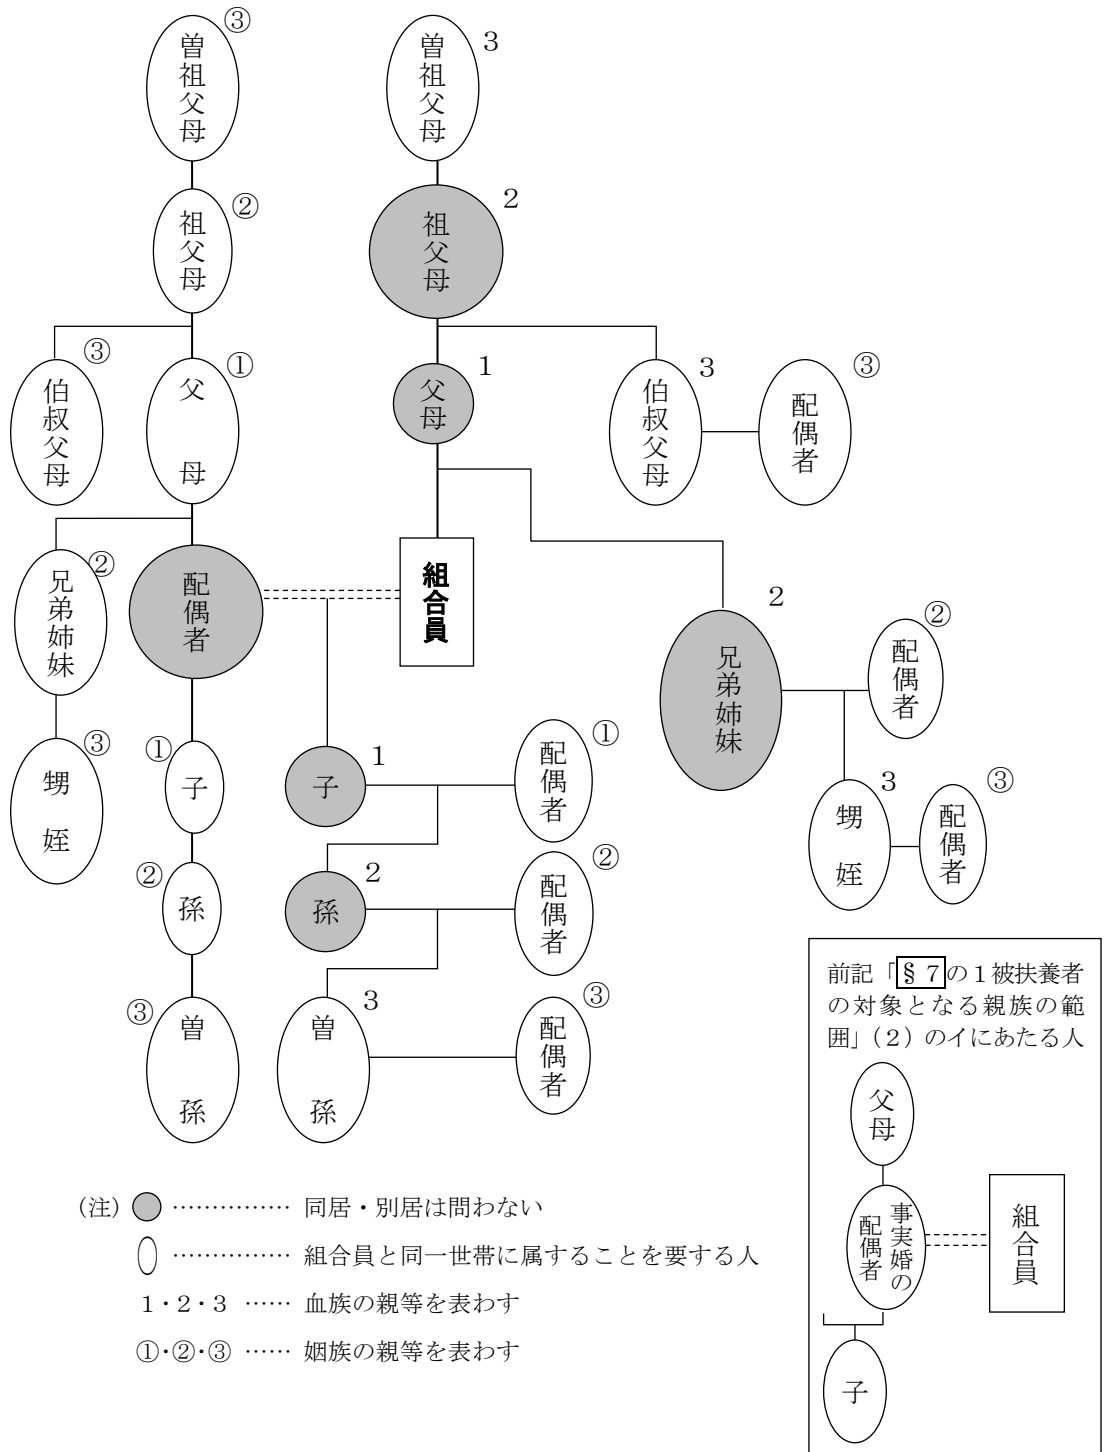 ③
曽祖父母
3
曽祖父母
②
祖父母
2
祖父母
③
伯叔父母
①
父母
1
父母
3
伯叔父母
③
配偶者
②
兄弟姉妹
配偶者
組合員
2
兄弟姉妹
②
配偶者
③
甥姪
①
子
1
子
①
配偶者
3
甥姪
③
配偶者
②
孫
2
孫
②
配偶者
③
曽孫
3
曽孫
③
配偶者
前記「§7の1被扶養者
の対象となる親族の範
囲」(2)のイにあたる人
父母
事実婚の
配偶者
組合員
子
(注) …………… 同居・別居は問わない
…………… 組合員と同一世帯に属することを要する人
1・2・3 …… 血族の親等を表わす
①・②・③ …… 姻族の親等を表わす